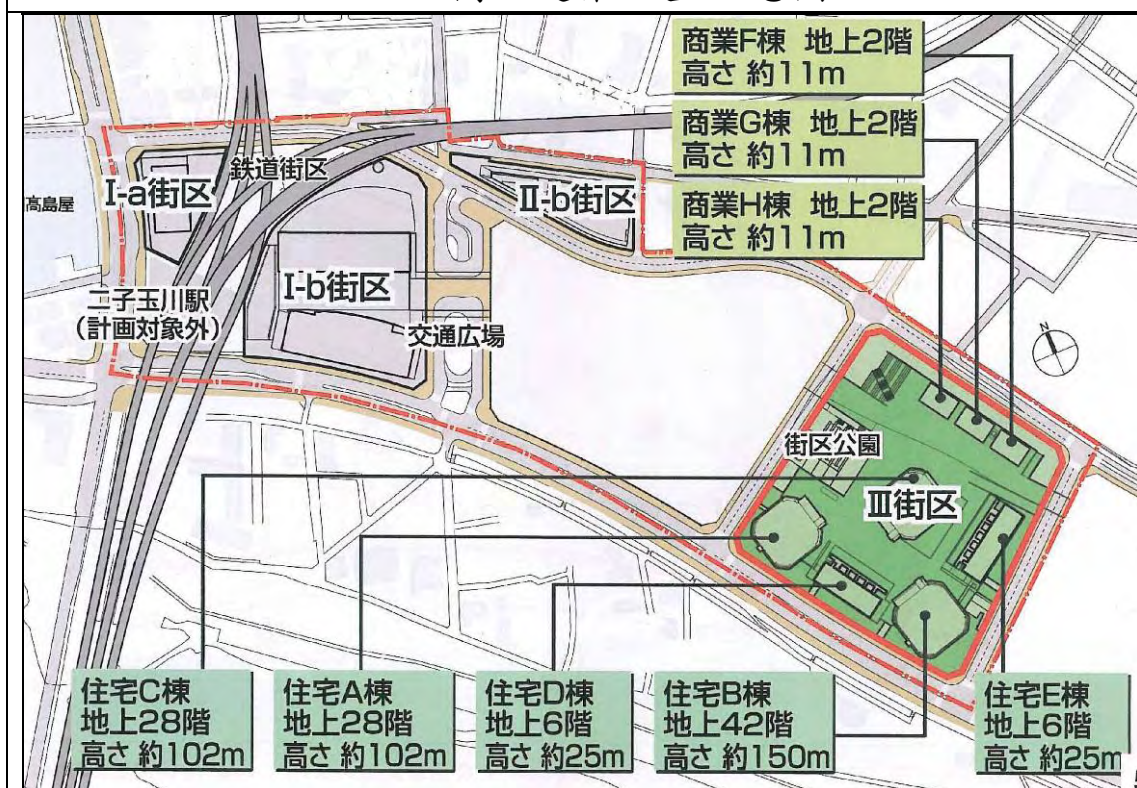 商業F棟 地上2階
高さ 約11m
商業G棟 地上2階
高さ 約11m
商業H棟 地上2階
高さ 約11m
鉄道街区
I-a街区
高島屋
II-b街区
I-b街区
二子玉川駅
(計画対象外)
交通広場
N
街区公園
III街区
住宅C棟
地上28階
高さ 約102m
住宅A棟
地上28階
高さ 約102m
住宅D棟
地上6階
高さ 約25m
住宅B棟
地上42階
高さ 約150m
住宅E棟
地上6階
高さ 約25m